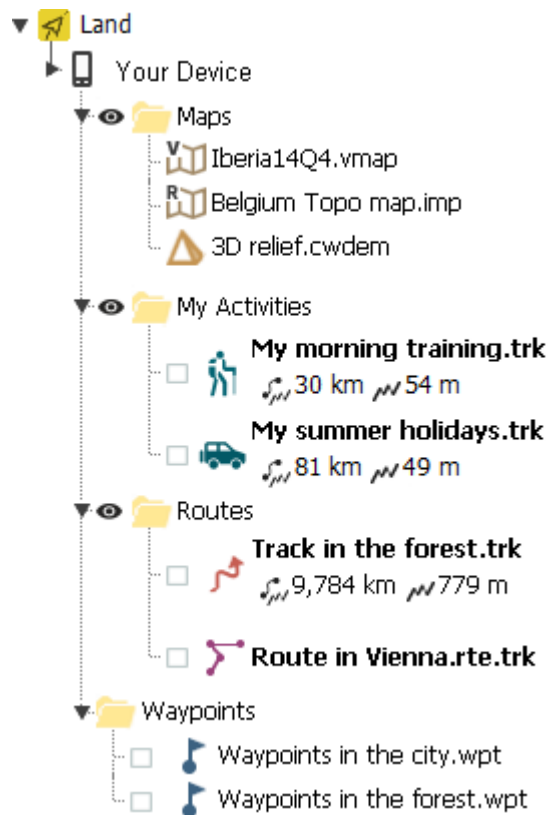 Land
Your Device
Maps
V Iberia14Q4.vmap
R Belgium Topo map.imp
3D relief.cwdem
My Activities
My morning training.trk
30 km 54 m
My summer holidays.trk
81 km 49 m
Routes
Track in the forest.trk
9,784 km 779 m
Route in Vienna.rte.trk
Waypoints
Waypoints in the city.wpt
Waypoints in the forest.wpt